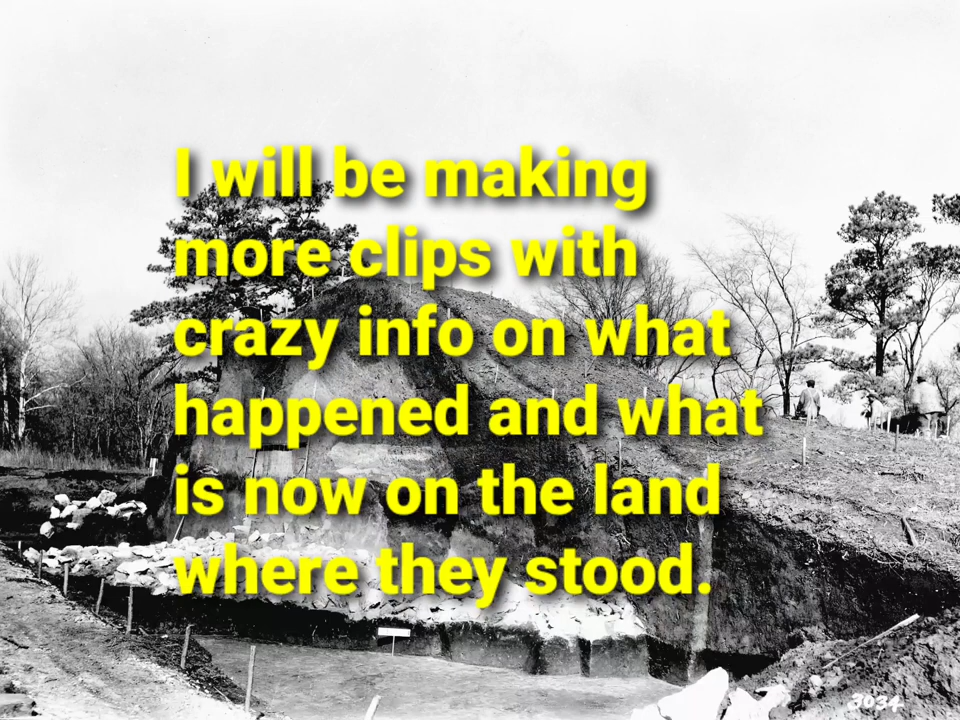 I will be making
more clips with
crazy info on what
happened and what
is now on the land
where they stood.
3034